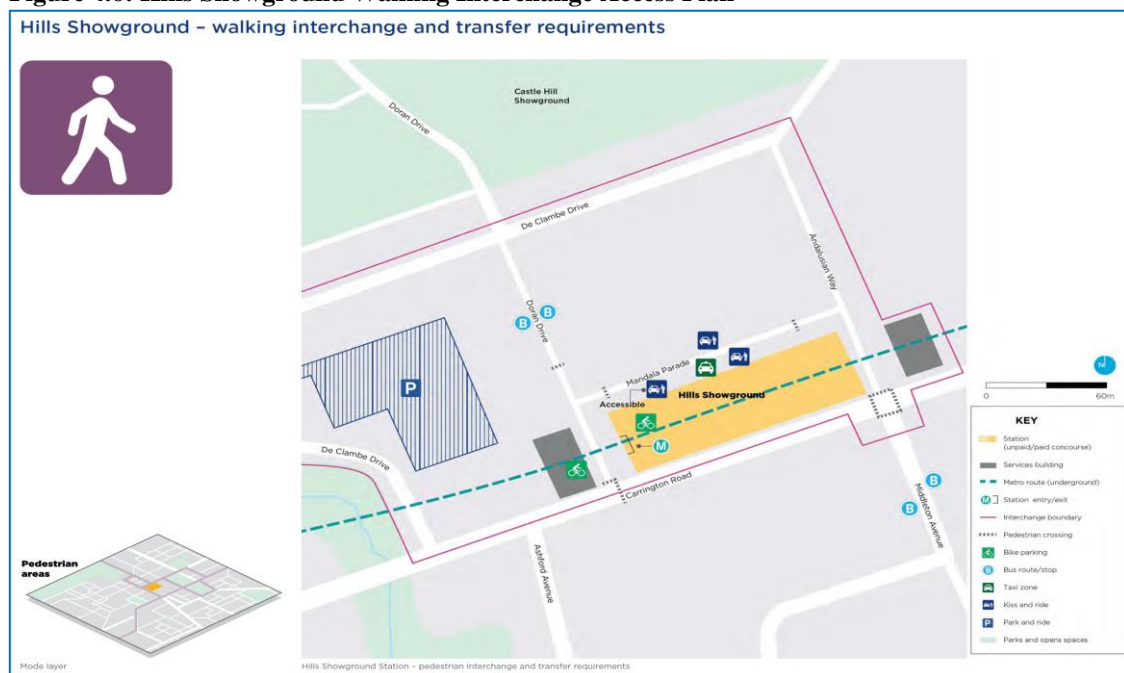 Figure 4.6: Hills Showground Walking Interchange Access Plan
Hills Showground – walking interchange and transfer requirements
Castle Hill
Showground
Doran Drive
De Clambe Drive
Andalusian Way
Doran Drive
B
B
Mandala Parade
P
Accessible
Hills Showground
M
De Clambe Drive
Carrington Road
Middleton Avenue
B
B
Ashford Avenue
N
0
60m
KEY
Station
(unpaid/paid concourse)
Services building
Metro route (underground)
M
Station entry/exit
Interchange boundary
Pedestrian crossing
Bike parking
B
Bus route/stop
Taxi zone
Kiss and ride
P
Park and ride
Parks and opens spaces
Pedestrian
areas
Mode layer
Hills Showground Station – pedestrian interchange and transfer requirements